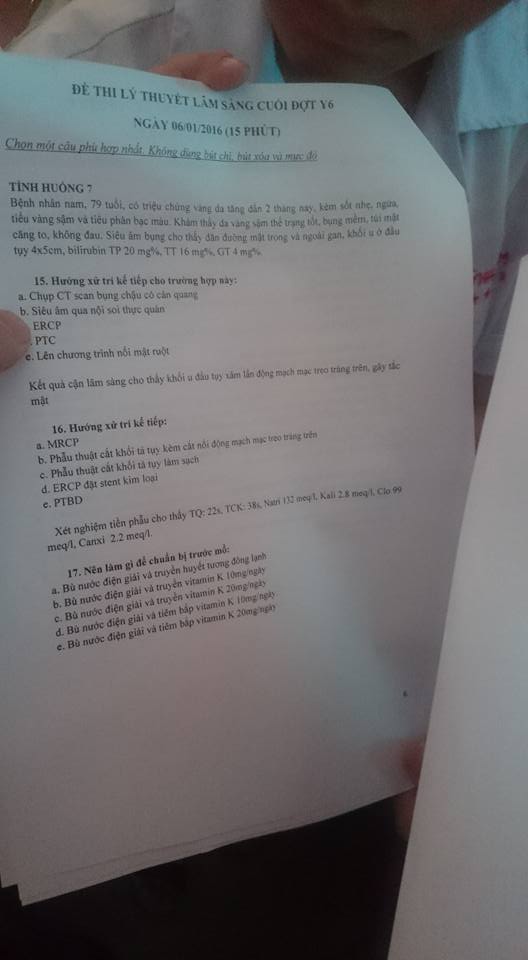 ĐỀ THI LÝ THUYẾT LÂM SÀNG CUỐI ĐỢT Y6
NGÀY 06/01/2016 (15 PHÚT)
Chọn một câu phù hợp nhất. Không dùng bút chì, bút xóa và mực đỏ
TÌNH HUỐNG 7
Bệnh nhân nam, 79 tuổi, có triệu chứng vàng da tăng dần 2 tháng nay, kèm sốt nhẹ, ngứa,
tiểu vàng sậm và tiêu phân bạc màu. Khám thấy da vàng sậm thể trạng tốt, bụng mềm, túi mật
căng to, không đau. Siêu âm bụng cho thấy dãn đường mật trong và ngoài gan, khối u ở đầu
tụy 4x5cm, bilirubin TP 20 mg%, TT 16 mg%, GT 4 mg%.
15. Hướng xử trí kế tiếp cho trường hợp này:
a. Chụp CT scan bụng chậu có cản quang
b. Siêu âm qua nội soi thực quản
ERCP
. PTC
e. Lên chương trình nối mật ruột
Kết quả cận lâm sàng cho thấy khối u đầu tụy xâm lấn động mạch mạc treo tràng trên, gây tắc
mật
16. Hướng xử trí kế tiếp:
a. MRCP
b. Phẫu thuật cắt khối tá tụy kèm cắt nối động mạch mạc treo tràng trên
c. Phẫu thuật cắt khối tá tụy làm sạch
d. ERCP đặt stent kim loại
e. PTBD
Xét nghiệm tiền phẫu cho thấy TQ: 22s, TCK: 38s, Natri 132 meq/l, Kali 2.8 meq/l, Clo 99
meq/l, Canxi 2.2 meq/l.
17. Nên làm gì để chuẩn bị trước mổ:
a. Bù nước điện giải và truyền huyết tương đông lạnh
b. Bù nước điện giải và truyền vitamin K 10mg/ngày
c. Bù nước điện giải và truyền vitamin K 20mg/ngày
d. Bù nước điện giải và tiêm bắp vitamin K 10mg/ngày
e. Bù nước điện giải và tiêm bắp vitamin K 20mg/ngày